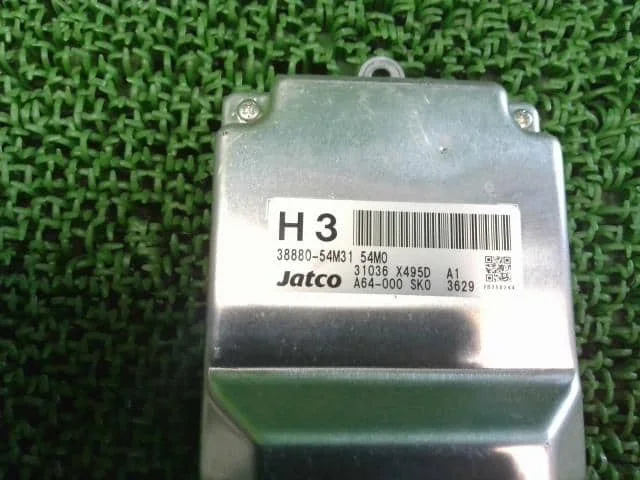 H3
38880-54M31 54M0
31036 X495D A1
Jatco A64-000 SK0 3629